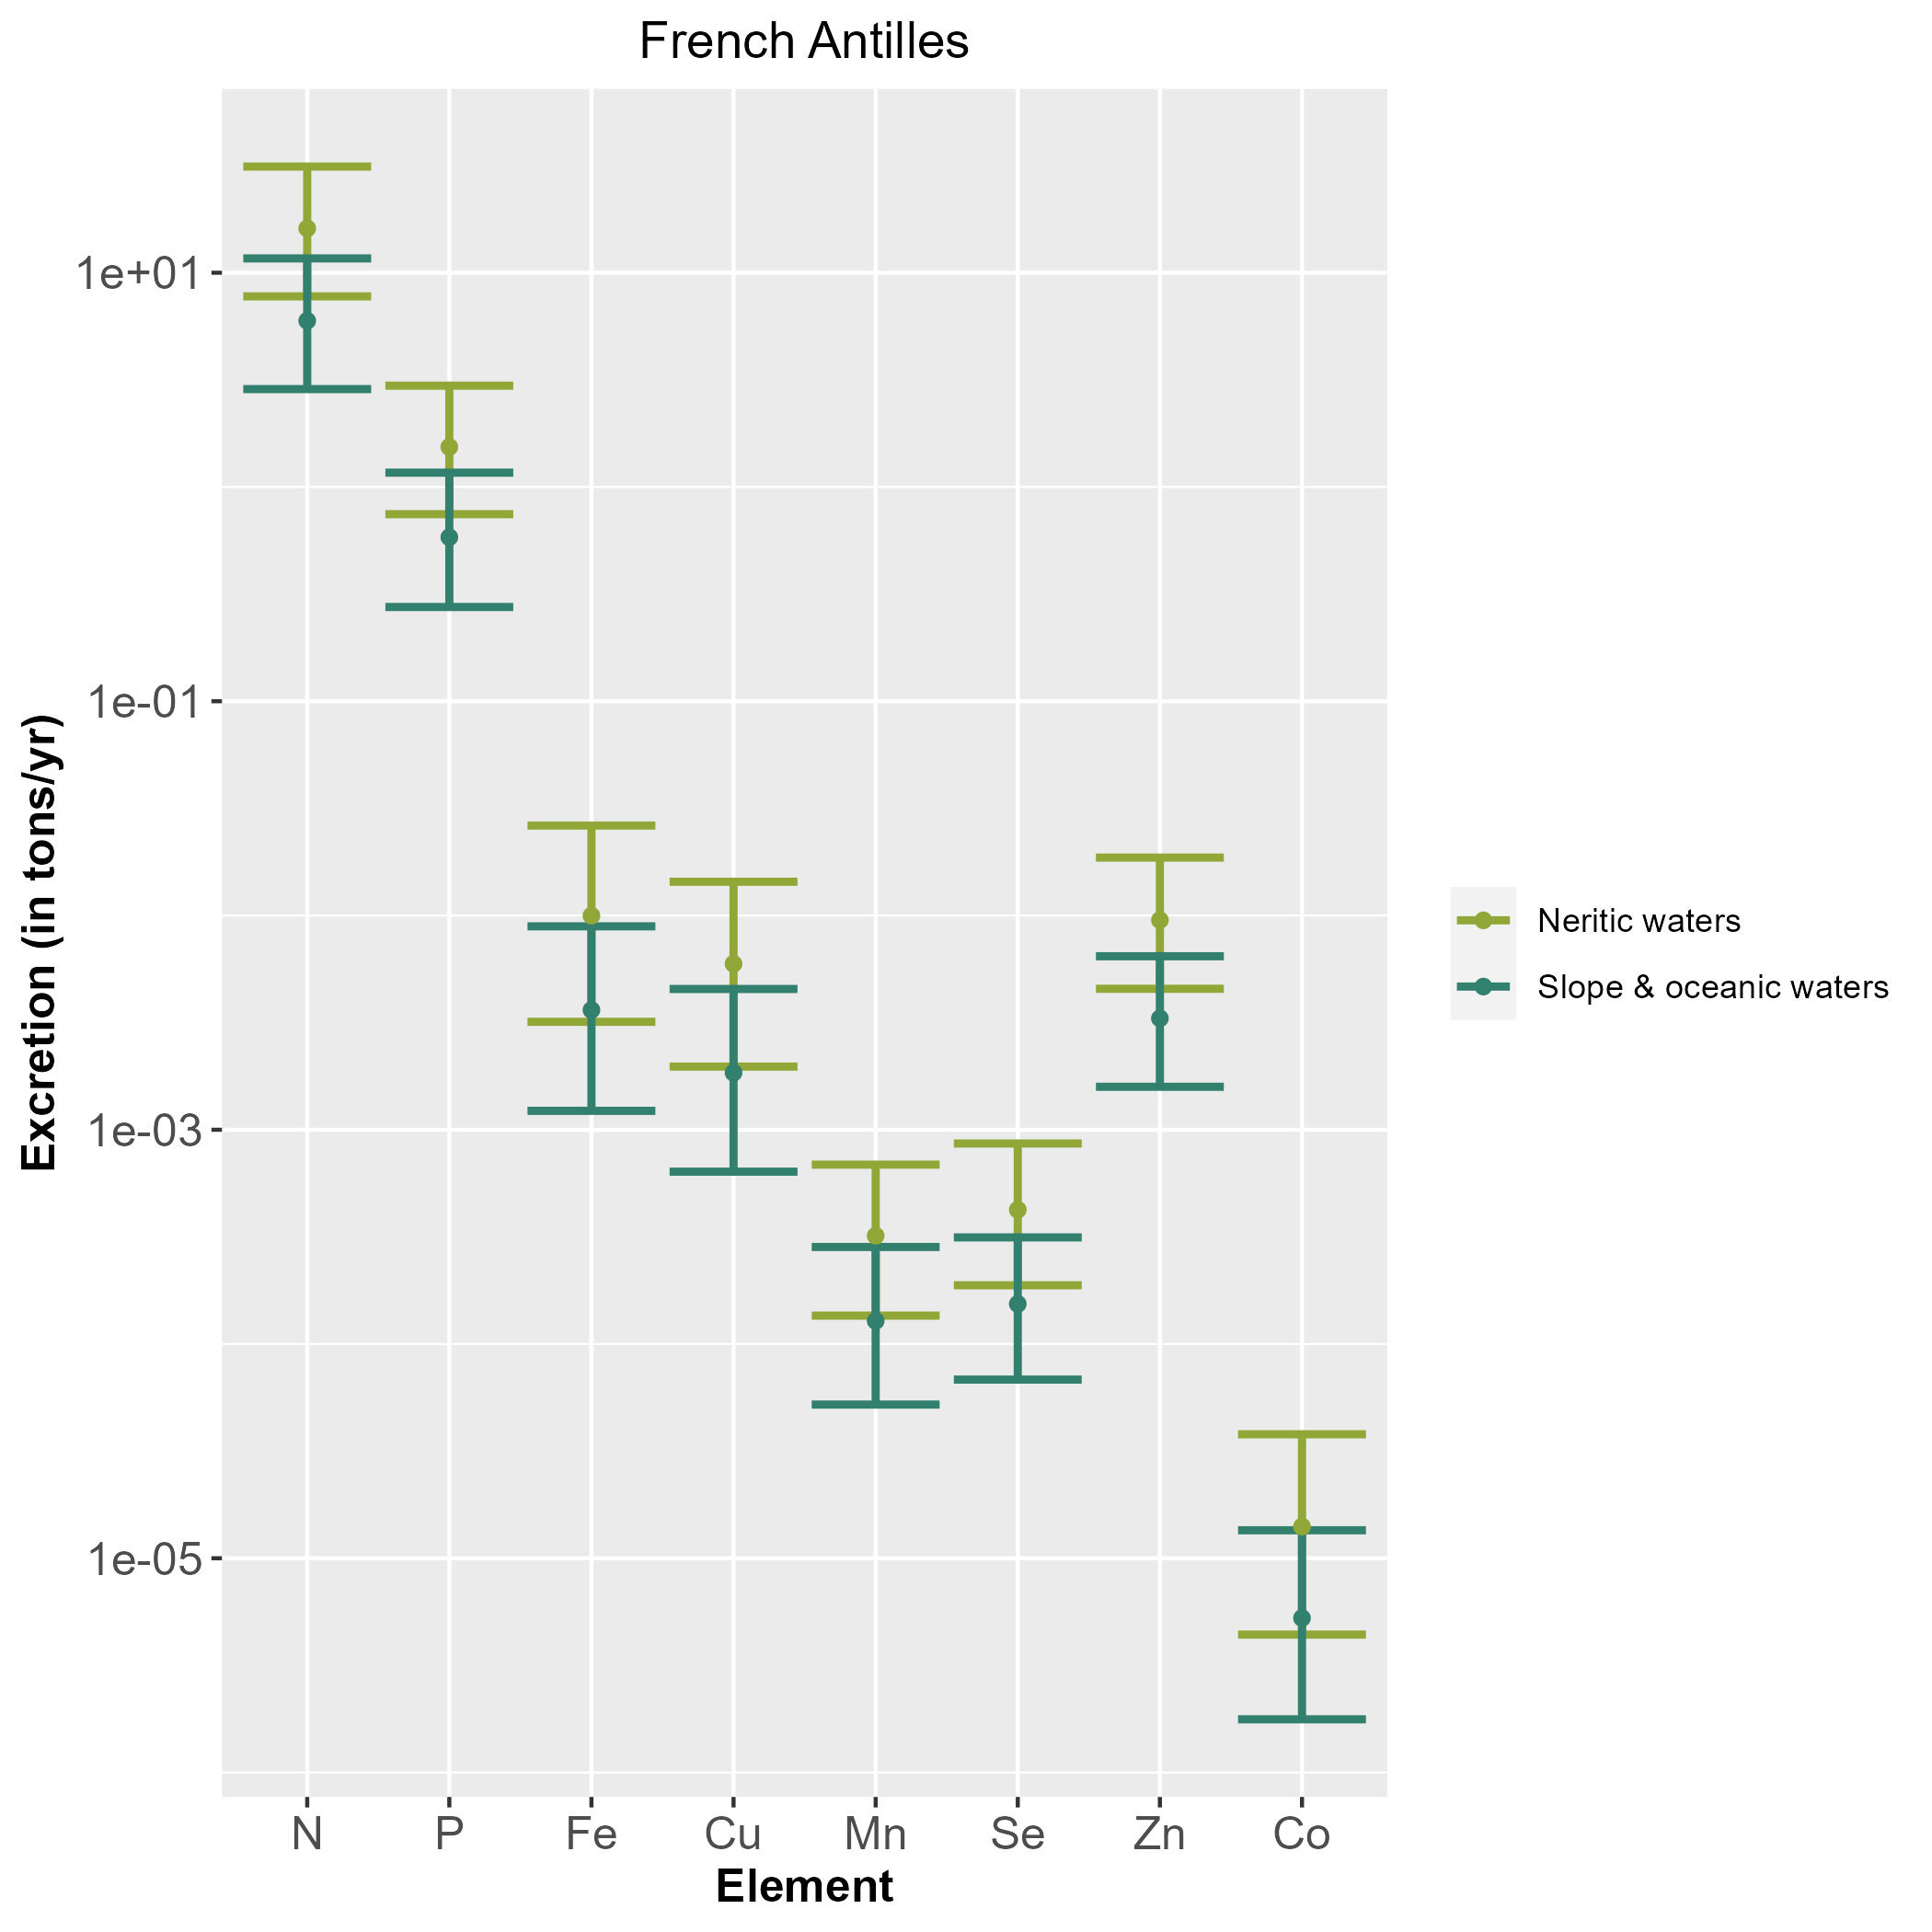 French Antilles
Excretion (in tons/yr)
1e+01
1e-01
1e-03
1e-05
N P Fe Cu Mn Se Zn Co
Element
Neritic waters
Slope & oceanic waters